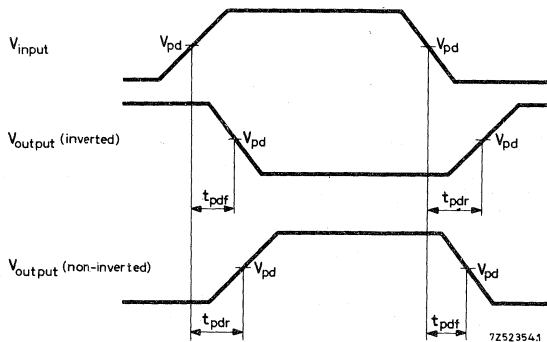 V_input V_pd V_pd
V_output (inverted) V_pd V_pd
t_pdf t_pdr
V_output (non-inverted) V_pd V_pd
t_pdr t_pdf
7Z52354.1